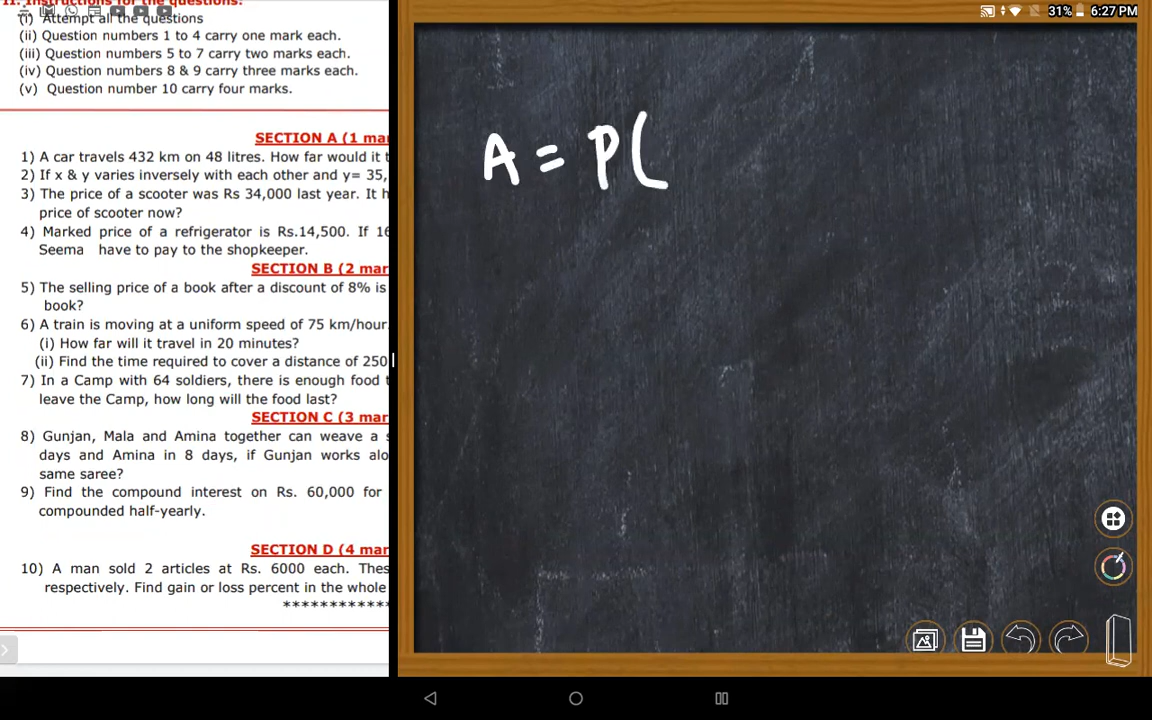 II. Instructions for the questions:
(i) Attempt all the questions
(ii) Question numbers 1 to 4 carry one mark each.
(iii) Question numbers 5 to 7 carry two marks each.
(iv) Question numbers 8 & 9 carry three marks each.
(v) Question number 10 carry four marks.
SECTION A (1 mar
1) A car travels 432 km on 48 litres. How far would it t
2) If x & y varies inversely with each other and y= 35,
3) The price of a scooter was Rs 34,000 last year. It h
price of scooter now?
4) Marked price of a refrigerator is Rs.14,500. If 16
Seema have to pay to the shopkeeper.
SECTION B (2 mar
5) The selling price of a book after a discount of 8% is
book?
6) A train is moving at a uniform speed of 75 km/hour.
(i) How far will it travel in 20 minutes?
(ii) Find the time required to cover a distance of 250
7) In a Camp with 64 soldiers, there is enough food t
leave the Camp, how long will the food last?
SECTION C (3 mar
8) Gunjan, Mala and Amina together can weave a s
days and Amina in 8 days, if Gunjan works alo
same saree?
9) Find the compound interest on Rs. 60,000 for
compounded half-yearly.
SECTION D (4 mar
10) A man sold 2 articles at Rs. 6000 each. Thes
respectively. Find gain or loss percent in the whole
*************
31% 6:27 PM
A = P(